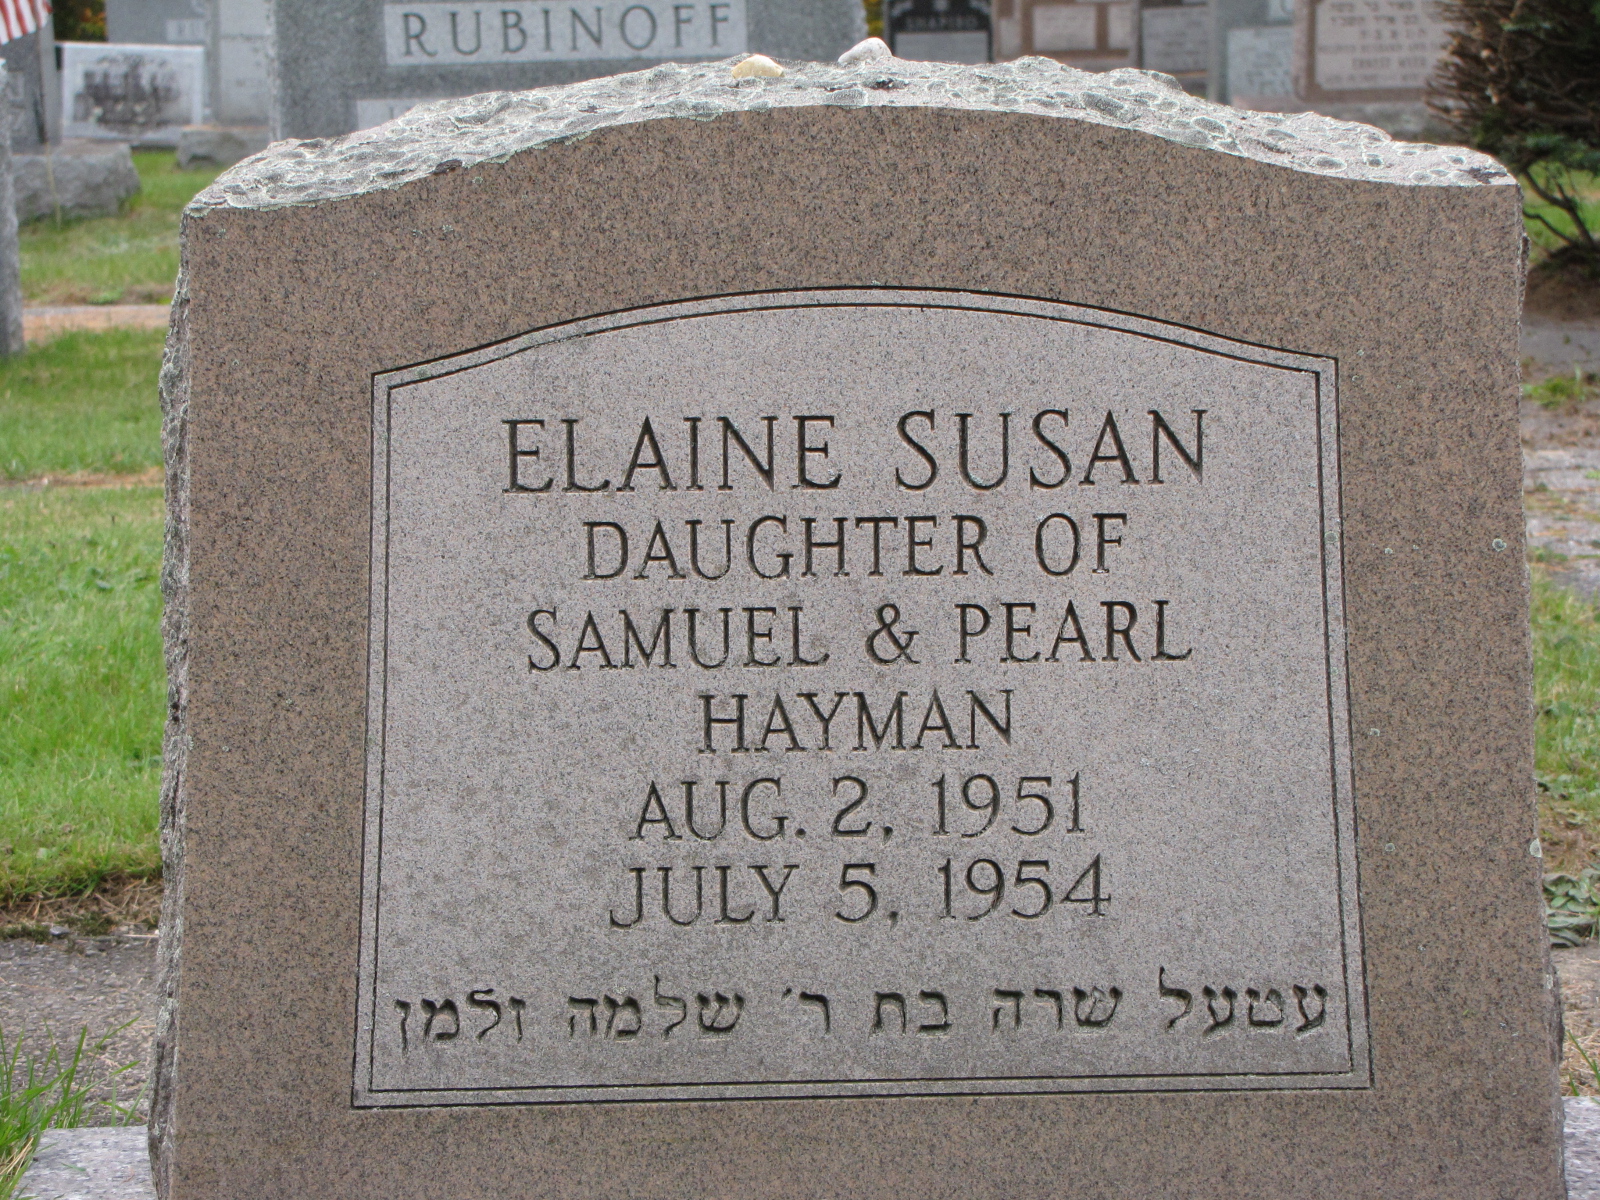 RUBINOFF
SHAPIRO
ELAINE SUSAN
DAUGHTER OF
SAMUEL & PEARL
HAYMAN
AUG. 2, 1951
JULY 5, 1954
עטעל שרה בת ר' שלמה זלמן